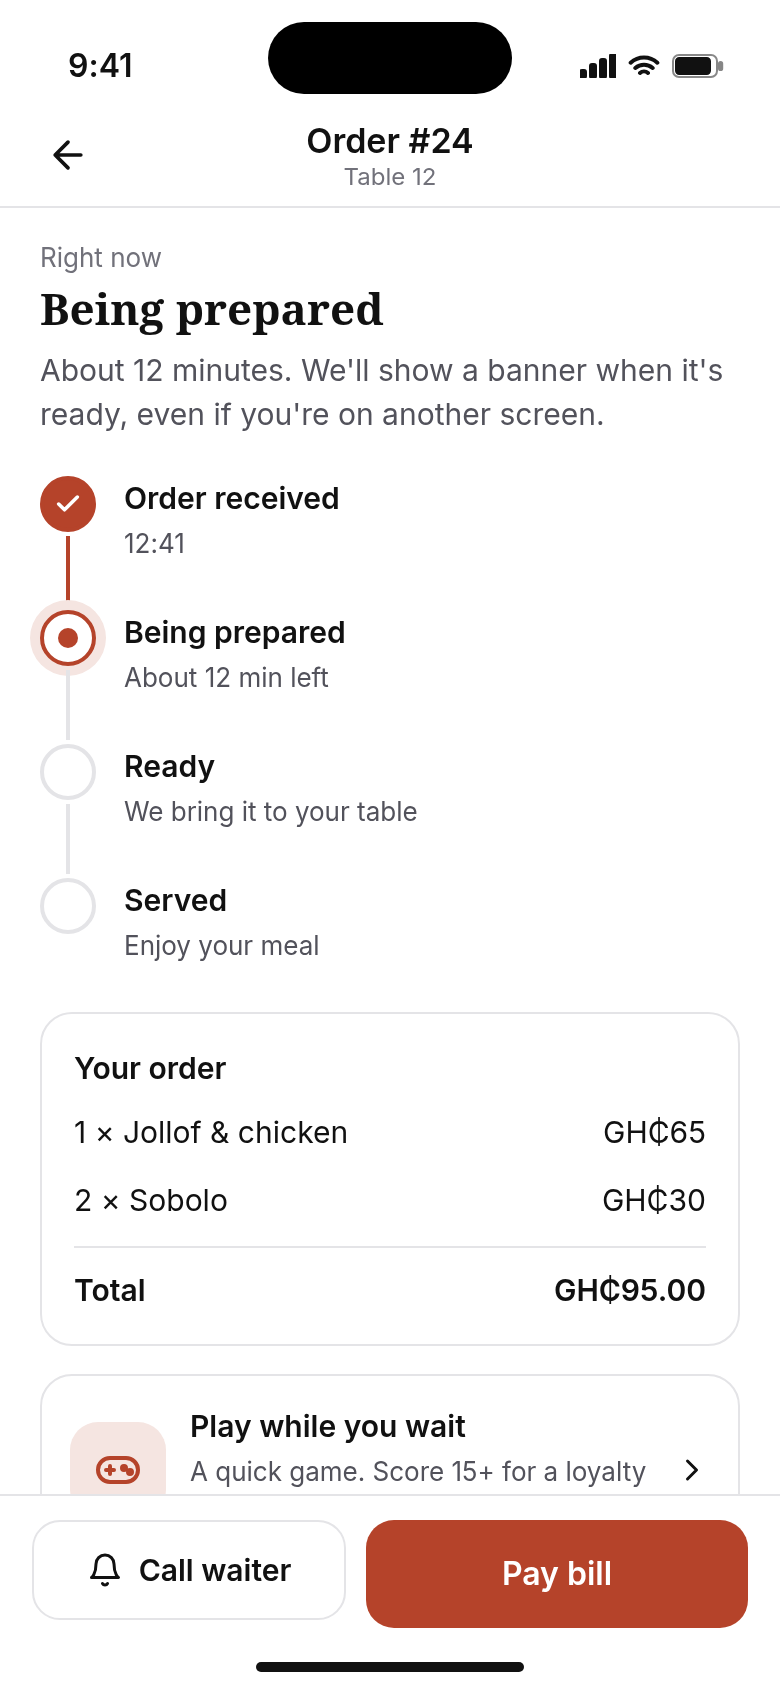 9:41
Order #24
Table 12
Right now
Being prepared
About 12 minutes. We'll show a banner when it's
ready, even if you're on another screen.
Order received
12:41
Being prepared
About 12 min left
Ready
We bring it to your table
Served
Enjoy your meal
Your order
1 × Jollof & chicken GH₵65
2 × Sobolo GH₵30
Total GH₵95.00
Play while you wait
A quick game. Score 15+ for a loyalty
Call waiter
Pay bill